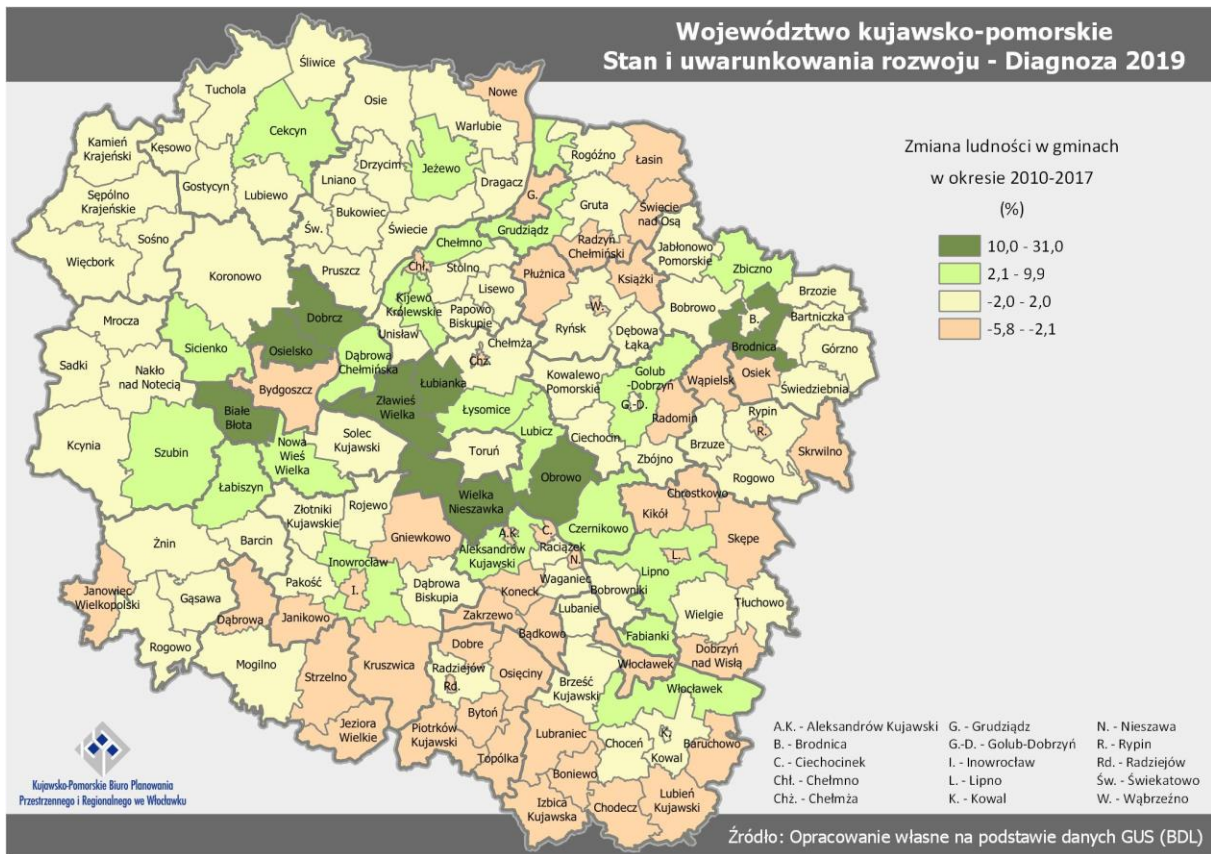 Województwo kujawsko-pomorskie
Stan i uwarunkowania rozwoju - Diagnoza 2019
Zmiana ludności w gminach
w okresie 2010-2017
(%)
10,0 - 31,0
2,1 - 9,9
-2,0 - 2,0
-5,8 - -2,1
Śliwice
Tuchola
Osie
Nowe
Cekcyn
Warlubie
Kamień
Krajeński
Kęsowo
Rogóźno
Łasin
Jeżewo
Drzycim
Gostycyn
Lubiewo
Lniano
Dragacz
G.
Sępólno
Krajeńskie
Bukowiec
Gruta
Świecie
nad Osą
Sośno
Św.
Świecie
Chełmno
Grudziądz
Radzyń
Chełmiński
Jabłonowo
Pomorskie
Więcbork
Koronowo
Pruszcz
Chł.
Stolno
Płużnica
Książki
Zbiczno
Lisewo
Kijewo
Królewskie
Papowo
Biskupie
W.
Bobrowo
Brzozie
Bartniczka
Mrocza
Dobrcz
Unisław
Ryńsk
Dębowa
Łąka
B.
Sicienko
Osielsko
Dąbrowa
Chełmińska
Chełmża
Chż.
Brodnica
Górzno
Sadki
Nakło
nad Notecią
Bydgoszcz
Łubianka
Kowalewo
Pomorskie
Golub
-Dobrzyń
Wąpielsk
Osiek
Świedziebnia
Zławieś
Wielka
Łysomice
G.-D.
Radomin
Rypin
R.
Białe
Błota
Kcynia
Szubin
Nowa
Wieś
Wielka
Solec
Kujawski
Toruń
Lubicz
Ciechocin
Zbójno
Brzuze
Skrwilno
Rogowo
Łabiszyn
Wielka
Nieszawka
Obrowo
Złotniki
Kujawskie
Rojewo
Gniewkowo
Czernikowo
Kikół
Chrostkowo
Żnin
Barcin
A.K.
C.
Raciążek
N.
Skępe
Inowrocław
Aleksandrów
Kujawski
L.
Lipno
Janowiec
Wielkopolski
Gąsawa
Pakość
I.
Dąbrowa
Biskupia
Waganiec
Koneck
Bobrowniki
Tłuchowo
Dąbrowa
Janikowo
Zakrzewo
Lubanie
Wielgie
Rogowo
Bądkowo
Fabianki
Mogilno
Strzelno
Kruszwica
Dobre
Dobrzyń
nad Wisłą
Radziejów
Rd.
Osięciny
Włocławek
Brześć
Kujawski
Włocławek
Jeziora
Wielkie
Piotrków
Kujawski
Bytoń
Lubraniec
Choceń
K.
Kowal
Baruchowo
Topólka
Boniewo
Izbica
Kujawska
Chodecz
Lubień
Kujawski
A.K. - Aleksandrów Kujawski
B. - Brodnica
C. - Ciechocinek
Chł. - Chełmno
Chż. - Chełmża
G. - Grudziądz
G.-D. - Golub-Dobrzyń
I. - Inowrocław
L. - Lipno
K. - Kowal
N. - Nieszawa
R. - Rypin
Rd. - Radziejów
Św. - Świekatowo
W. - Wąbrzeźno
Kujawsko-Pomorskie Biuro Planowania
Przestrzennego i Regionalnego we Włocławku
Źródło: Opracowanie własne na podstawie danych GUS (BDL)